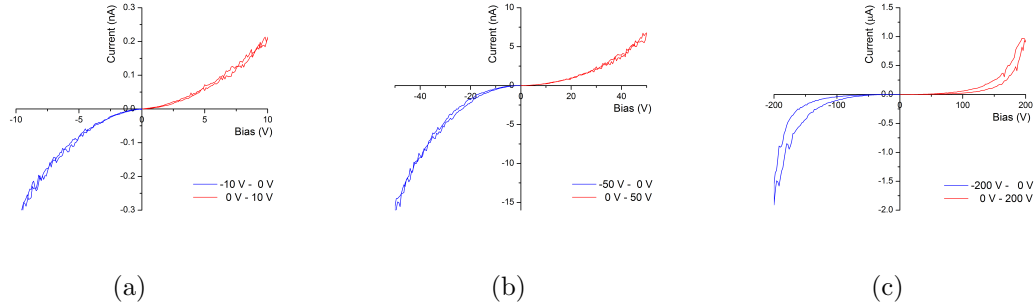 Current (nA)
0.3
0.2
0.1
0.0
-0.1
-0.2
-0.3
-10
-5
0
5
10
Bias (V)
-10 V - 0 V
0 V - 10 V
(a)
Current (nA)
10
5
0
-5
-10
-15
-40
-20
0
20
40
Bias (V)
-50 V - 0 V
0 V - 50 V
(b)
Current (µA)
1.5
1.0
0.5
0.0
-0.5
-1.0
-1.5
-2.0
-200
-100
0
100
200
Bias (V)
-200 V - 0 V
0 V - 200 V
(c)